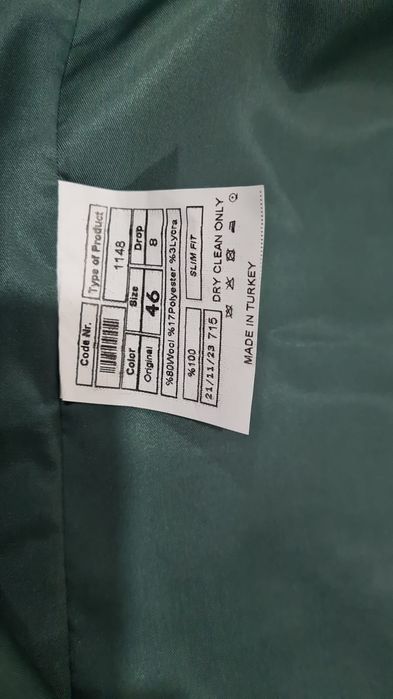 Code Nr. Type of Product
1148
Color Size Drop
Original 46 8
%80Wool %17Polyester %3Lycra
%100 SLIM FIT
21/11/23 715 DRY CLEAN ONLY
MADE IN TURKEY